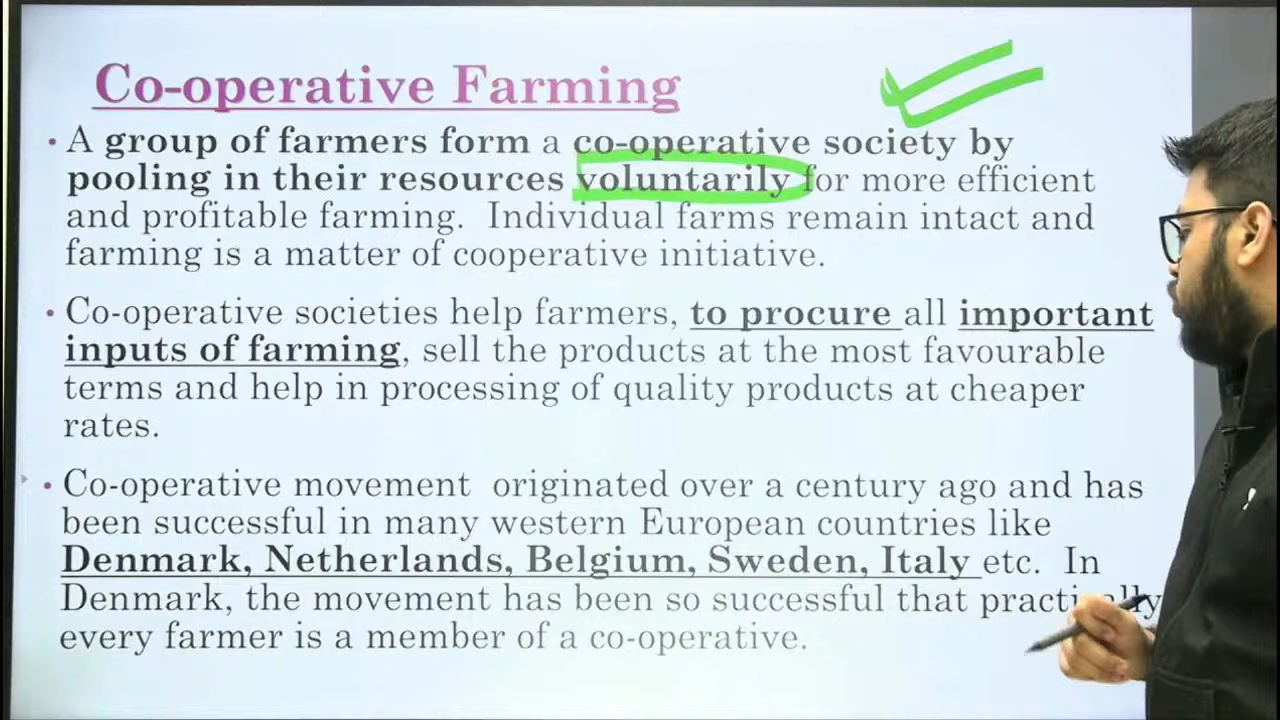 Co-operative Farming
• A group of farmers form a co-operative society by
pooling in their resources voluntarily for more efficient
and profitable farming. Individual farms remain intact and
farming is a matter of cooperative initiative.
• Co-operative societies help farmers, to procure all important
inputs of farming, sell the products at the most favourable
terms and help in processing of quality products at cheaper
rates.
• Co-operative movement originated over a century ago and has
been successful in many western European countries like
Denmark, Netherlands, Belgium, Sweden, Italy etc. In
Denmark, the movement has been so successful that practically
every farmer is a member of a co-operative.